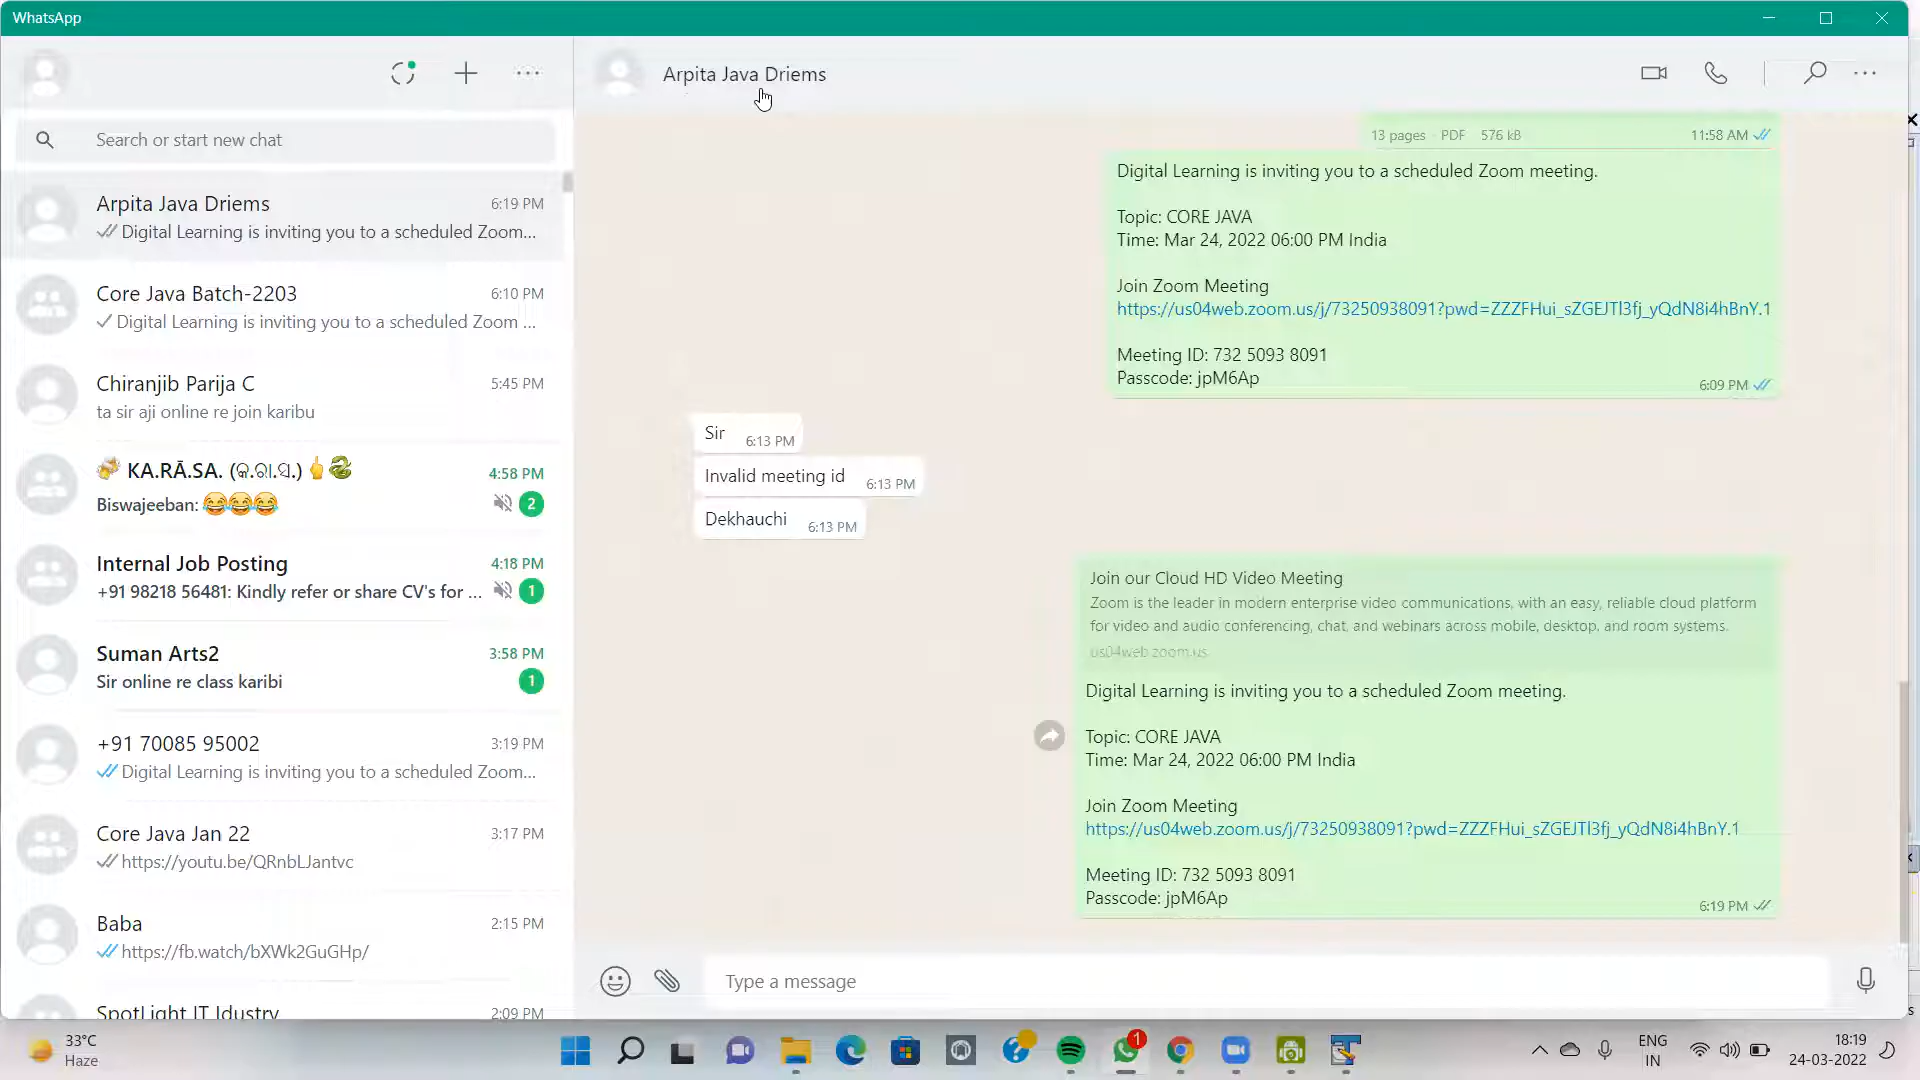 WhatsApp
Search or start new chat
Arpita Java Driems
6:19 PM
Digital Learning is inviting you to a scheduled Zoom...
Core Java Batch-2203
6:10 PM
Digital Learning is inviting you to a scheduled Zoom ...
Chiranjib Parija C
5:45 PM
ta sir aji online re join karibu
KA.RĀ.SA. (କ.ରା.ସ.)
4:58 PM
Biswajeeban: 😂😂😂
2
Internal Job Posting
4:18 PM
+91 98218 56481: Kindly refer or share CV's for ...
1
Suman Arts2
3:58 PM
Sir online re class karibi
1
+91 70085 95002
3:19 PM
Digital Learning is inviting you to a scheduled Zoom...
Core Java Jan 22
3:17 PM
https://youtu.be/QRnbLJantvc
Baba
2:15 PM
https://fb.watch/bXWk2GuGHp/
SpotLight IT Idustry
2:09 PM
Arpita Java Driems
13 pages · PDF 576 kB
11:58 AM
Digital Learning is inviting you to a scheduled Zoom meeting.
Topic: CORE JAVA
Time: Mar 24, 2022 06:00 PM India
Join Zoom Meeting
https://us04web.zoom.us/j/73250938091?pwd=ZZZFHui_sZGEJTl3fj_yQdN8i4hBnY.1
Meeting ID: 732 5093 8091
Passcode: jpM6Ap
6:09 PM
Sir
6:13 PM
Invalid meeting id
6:13 PM
Dekhauchi
6:13 PM
Join our Cloud HD Video Meeting
Zoom is the leader in modern enterprise video communications, with an easy, reliable cloud platform
for video and audio conferencing, chat, and webinars across mobile, desktop, and room systems.
us04web.zoom.us
Digital Learning is inviting you to a scheduled Zoom meeting.
Topic: CORE JAVA
Time: Mar 24, 2022 06:00 PM India
Join Zoom Meeting
https://us04web.zoom.us/j/73250938091?pwd=ZZZFHui_sZGEJTl3fj_yQdN8i4hBnY.1
Meeting ID: 732 5093 8091
Passcode: jpM6Ap
6:19 PM
Type a message
33°C
Haze
1
ENG
IN
18:19
24-03-2022